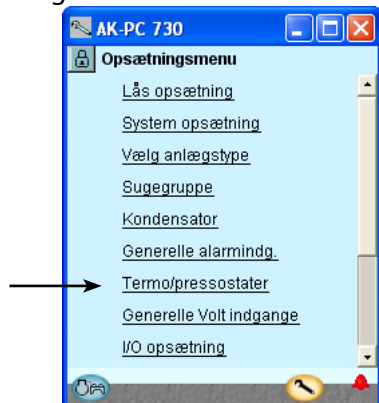 AK-PC 730
Opsætningsmenu
Lås opsætning
System opsætning
Vælg anlægstype
Sugegruppe
Kondensator
Generelle alarmindg.
Termo/pressostater
Generelle Volt indgange
I/O opsætning